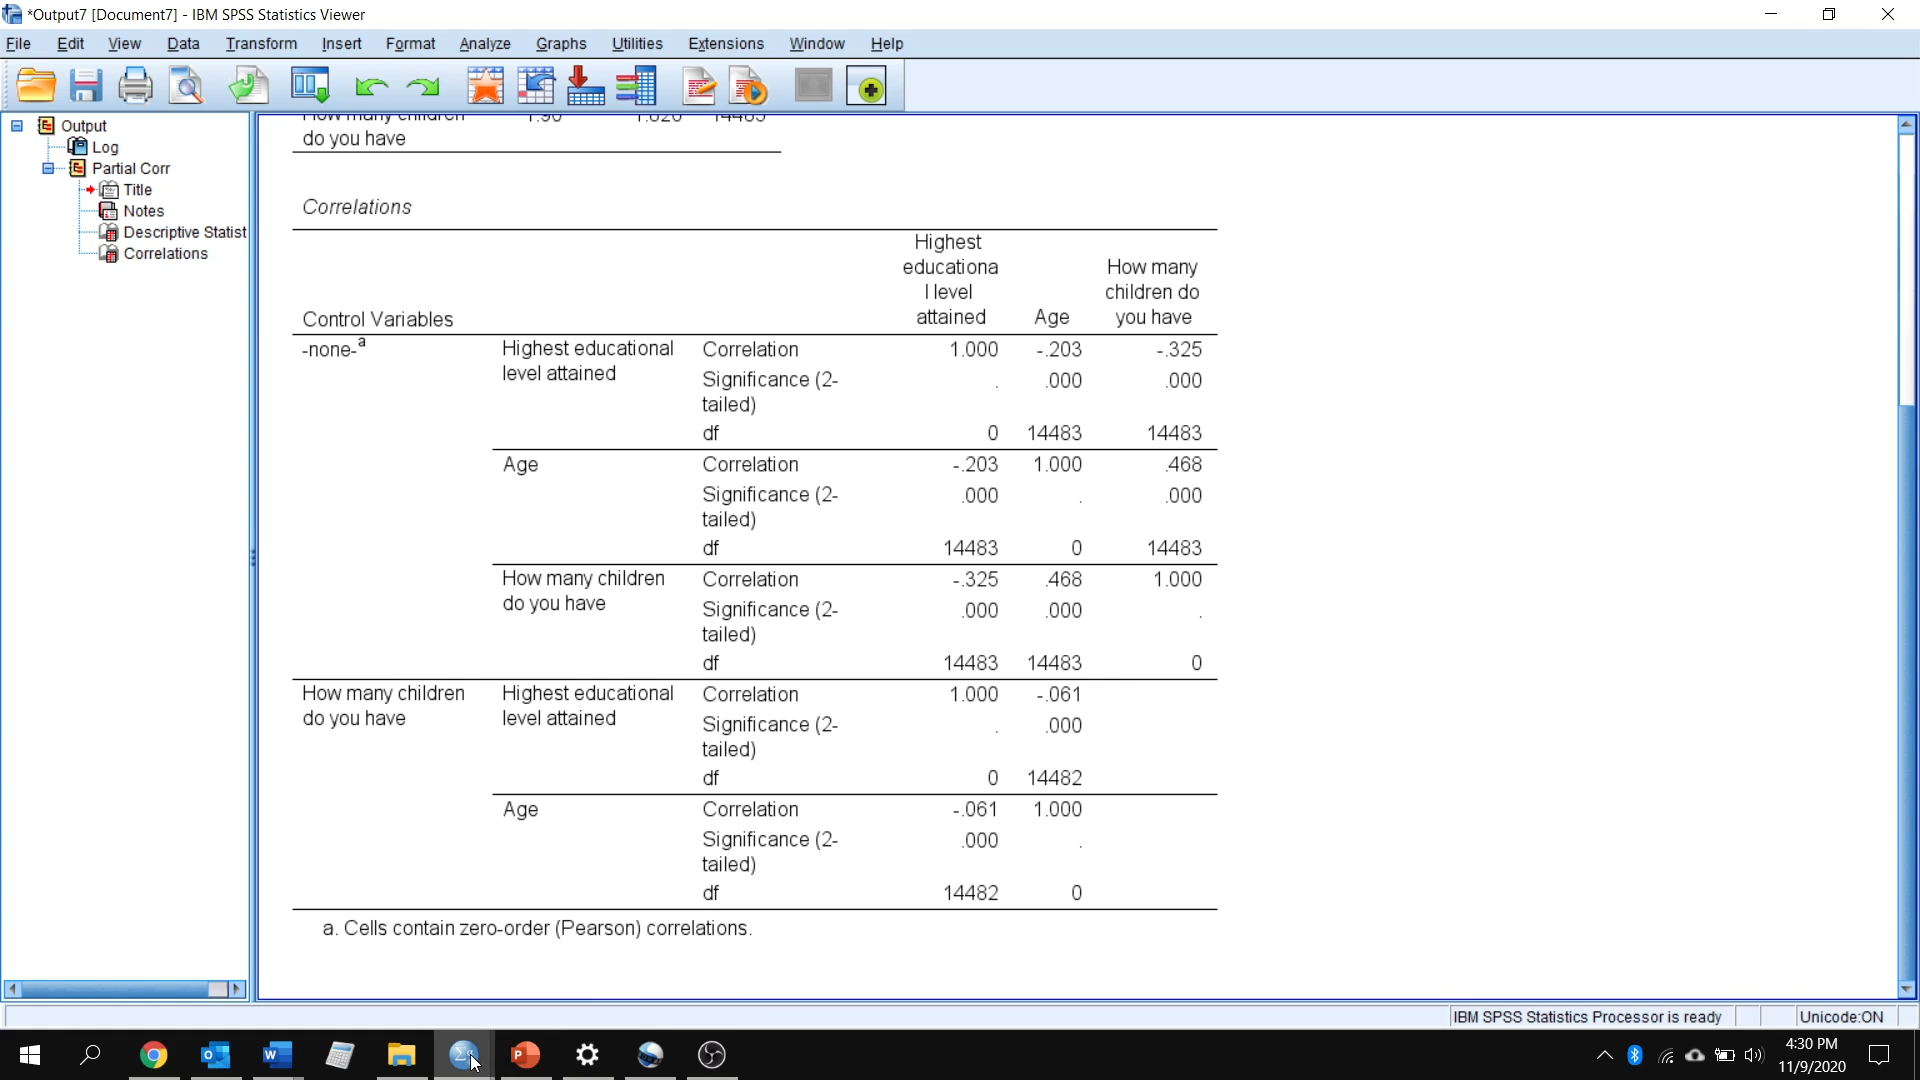 *Output7 [Document7] - IBM SPSS Statistics Viewer
File Edit View Data Transform Insert Format Analyze Graphs Utilities Extensions Window Help
Output
Log
Partial Corr
Title
Notes
Descriptive Statist
Correlations
How many children 1.90 1.626 14485
do you have
Correlations
Highest
educationa How many
l level children do
Control Variables attained Age you have
-none-a Highest educational Correlation 1.000 -.203 -.325
level attained Significance (2- . .000 .000
tailed)
df 0 14483 14483
Age Correlation -.203 1.000 .468
Significance (2- .000 . .000
tailed)
df 14483 0 14483
How many children Correlation -.325 .468 1.000
do you have Significance (2- .000 .000 .
tailed)
df 14483 14483 0
How many children Highest educational Correlation 1.000 -.061
do you have level attained Significance (2- . .000
tailed)
df 0 14482
Age Correlation -.061 1.000
Significance (2- .000 .
tailed)
df 14482 0
a. Cells contain zero-order (Pearson) correlations.
IBM SPSS Statistics Processor is ready Unicode:ON
4:30 PM
11/9/2020